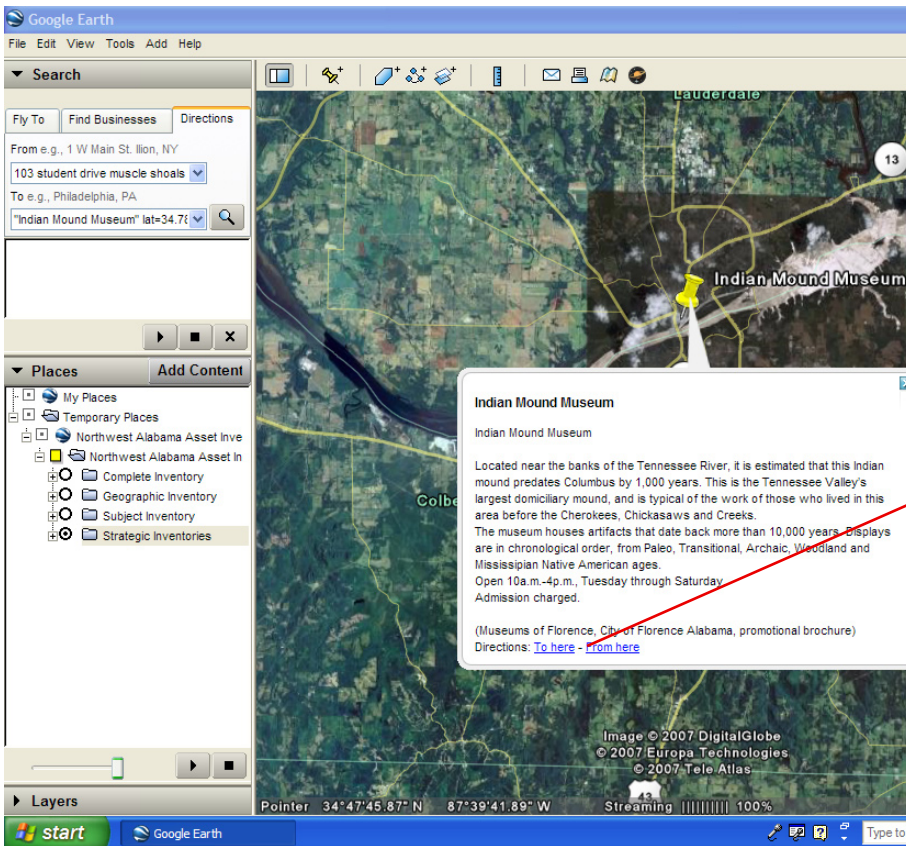 Google Earth
File Edit View Tools Add Help
Search
Fly To Find Businesses Directions
From e.g., 1 W Main St. Ilion, NY
103 student drive muscle shoals
To e.g., Philadelphia, PA
"Indian Mound Museum" lat=34.78
Places Add Content
My Places
Temporary Places
Northwest Alabama Asset Inve
Northwest Alabama Asset In
Complete Inventory
Geographic Inventory
Subject Inventory
Strategic Inventories
Layers
Lauderdale
13
Indian Mound Museum
Colbe
Indian Mound Museum
Indian Mound Museum
Located near the banks of the Tennessee River, it is estimated that this Indian
mound predates Columbus by 1,000 years. This is the Tennessee Valley's
largest domiciliary mound, and is typical of the work of those who lived in this
area before the Cherokees, Chickasaws and Creeks.
The museum houses artifacts that date back more than 10,000 years. Displays
are in chronological order, from Paleo, Transitional, Archaic, Woodland and
Mississipian Native American ages.
Open 10a.m.-4p.m., Tuesday through Saturday
Admission charged.
(Museums of Florence, City of Florence Alabama, promotional brochure)
Directions: To here - From here
Image © 2007 DigitalGlobe
© 2007 Europa Technologies
© 2007 Tele Atlas
43
Pointer 34°47'45.87" N 87°39'41.89" W Streaming ||||||||| 100%
start Google Earth Type to